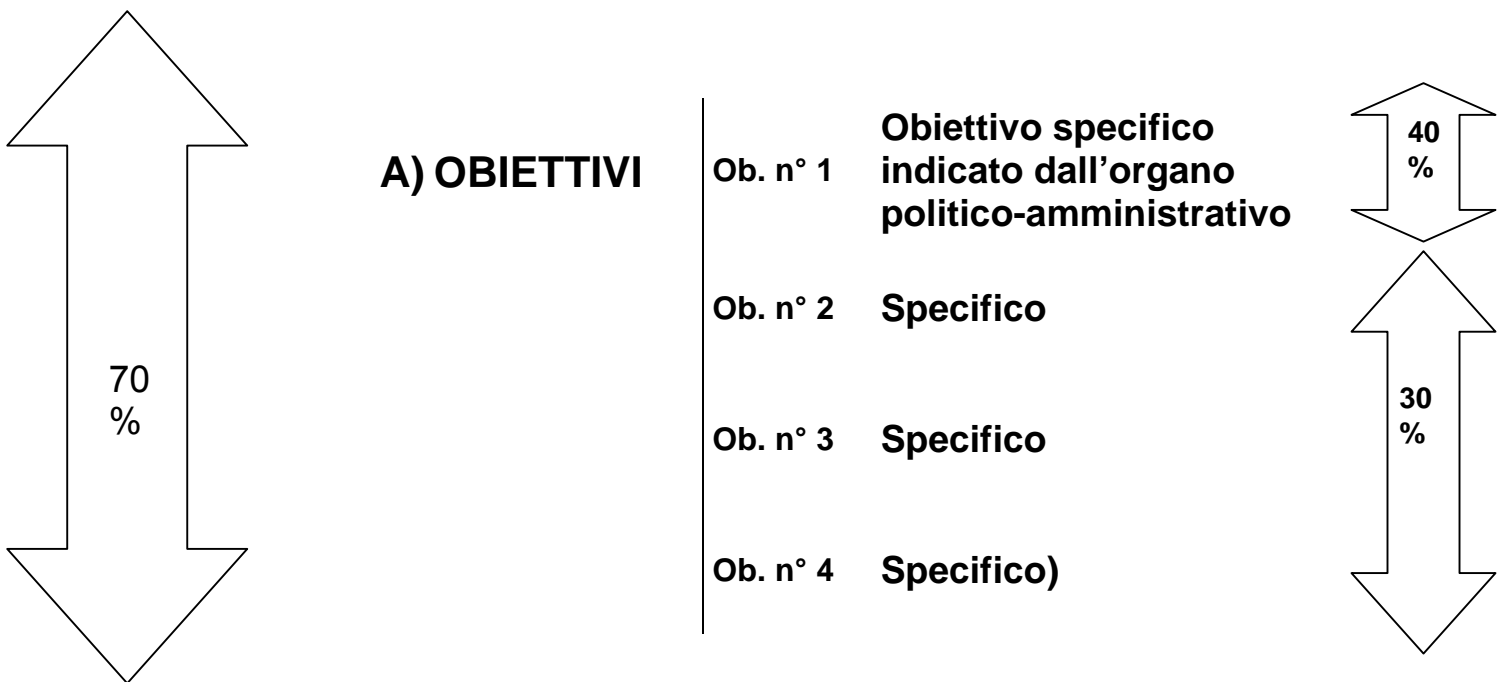 70
%
A) OBIETTIVI
Ob. n° 1
Obiettivo specifico
indicato dall’organo
politico-amministrativo
40
%
Ob. n° 2 Specifico
Ob. n° 3 Specifico
30
%
Ob. n° 4 Specifico)